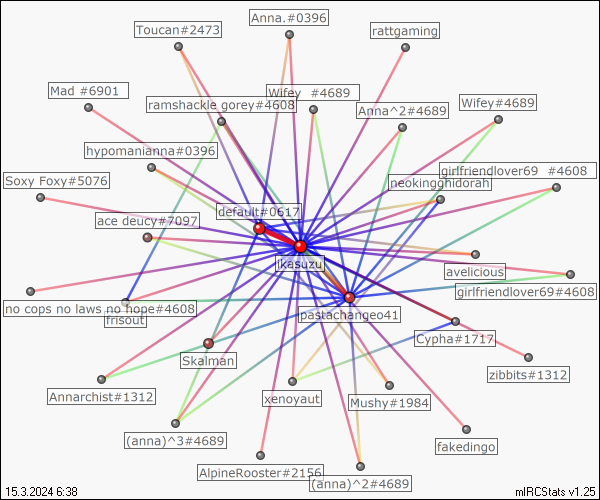 Anna.#0396
Toucan#2473
rattgaming
Mad #6901
Wifey  #4689
ramshackle gorey#4608
Wifey#4689
Anna^2#4689
hypomanianna#0396
girlfriendlover69  #4608
Soxy Foxy#5076
neokingghidorah
default#0617
ace deucy#7097
ikasuzu
avelicious
girlfriendlover69#4608
no cops no laws no hope#4608
pastachangeo41
frisout
Cypha#1717
Skalman
zibbits#1312
Annarchist#1312
xenoyaut
Mushy#1984
(anna)^3#4689
fakedingo
AlpineRooster#2156
(anna)^2#4689
15.3.2024 6:38
mIRCStats v1.25